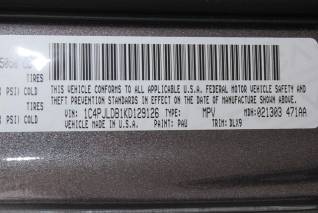 TIRES
PSI) COLD
TIRES
PSI) COLD
THIS VEHICLE CONFORMS TO ALL APPLICABLE U.S.A. FEDERAL MOTOR VEHICLE SAFETY AND
THEFT PREVENTION STANDARDS IN EFFECT ON THE DATE OF MANUFACTURE SHOWN ABOVE.
VIN: 1C4PJLDB1KD129126 TYPE: MPV MDH: 021303 471AA
VEHICLE MADE IN U.S.A. PAINT: PAU TRIM: DLX9